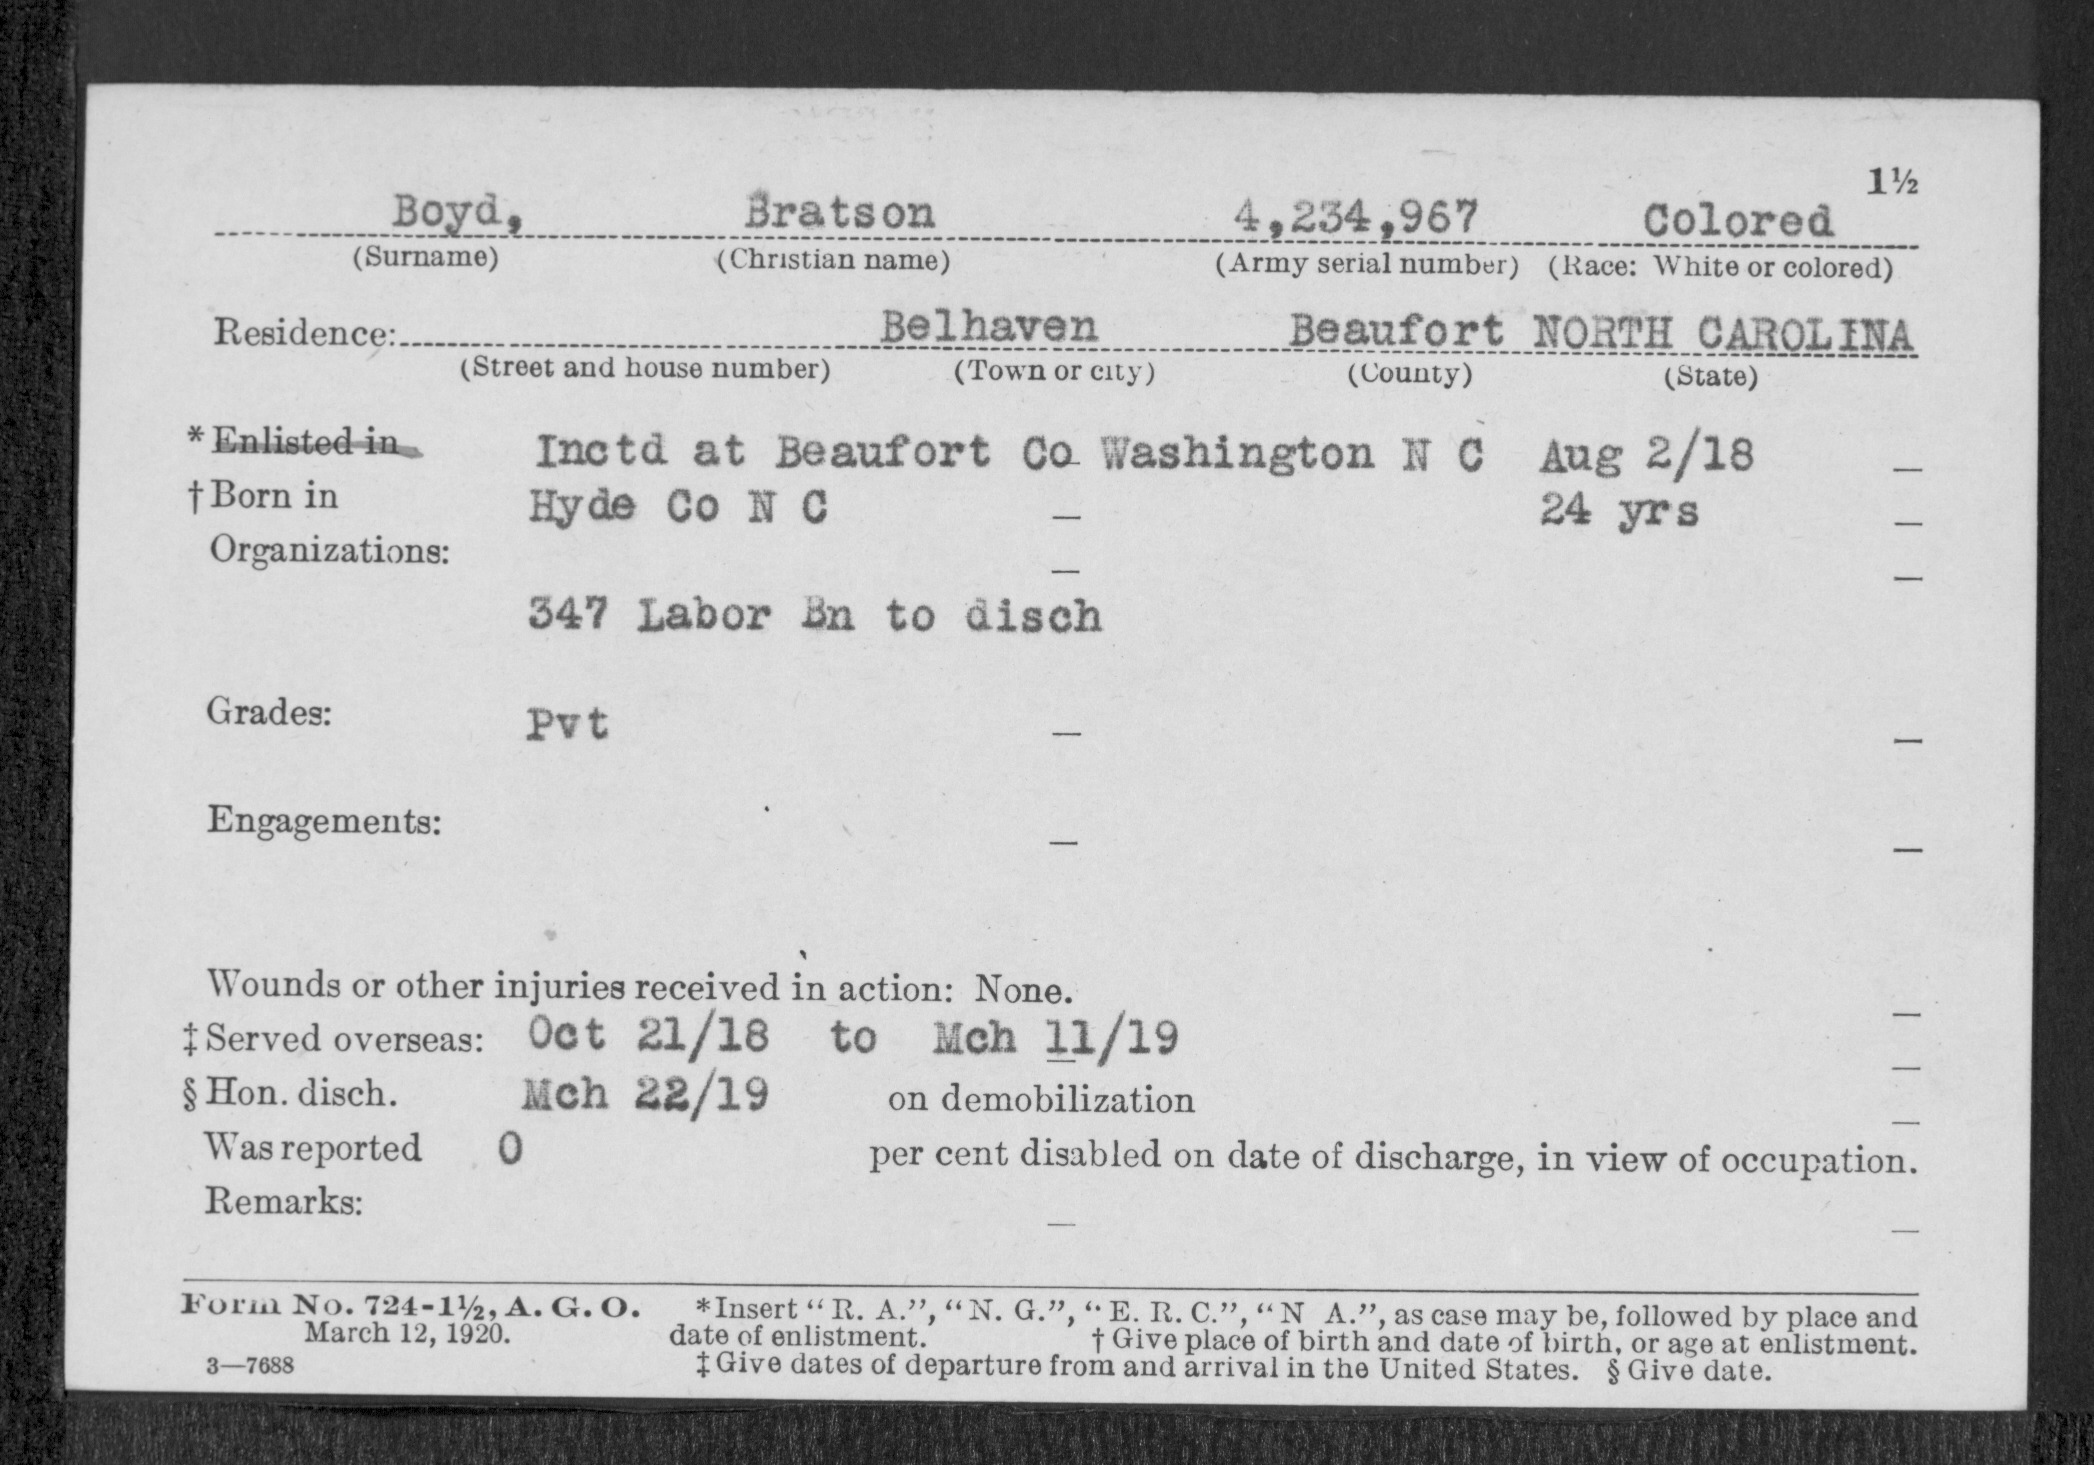 1½
Boyd, Bratson 4,234,967 Colored
(Surname) (Christian name) (Army serial number) (Race: White or colored)
Residence: Belhaven Beaufort NORTH CAROLINA
(Street and house number) (Town or city) (County) (State)
* Enlisted in Inctd at Beaufort Co Washington N C Aug 2/18 —
† Born in Hyde Co N C — 24 yrs —
Organizations: — —
347 Labor Bn to disch
Grades: Pvt — —
Engagements: — —
Wounds or other injuries received in action: None. —
‡ Served overseas: Oct 21/18 to Mch 11/19 —
§ Hon. disch. Mch 22/19 on demobilization —
Was reported 0 per cent disabled on date of discharge, in view of occupation.
Remarks: — —
Form No. 724-1½, A. G. O. *Insert “R. A.”, “N. G.”, “E. R. C.”, “N A.”, as case may be, followed by place and
March 12, 1920. date of enlistment. † Give place of birth and date of birth, or age at enlistment.
3—7688 ‡ Give dates of departure from and arrival in the United States. § Give date.